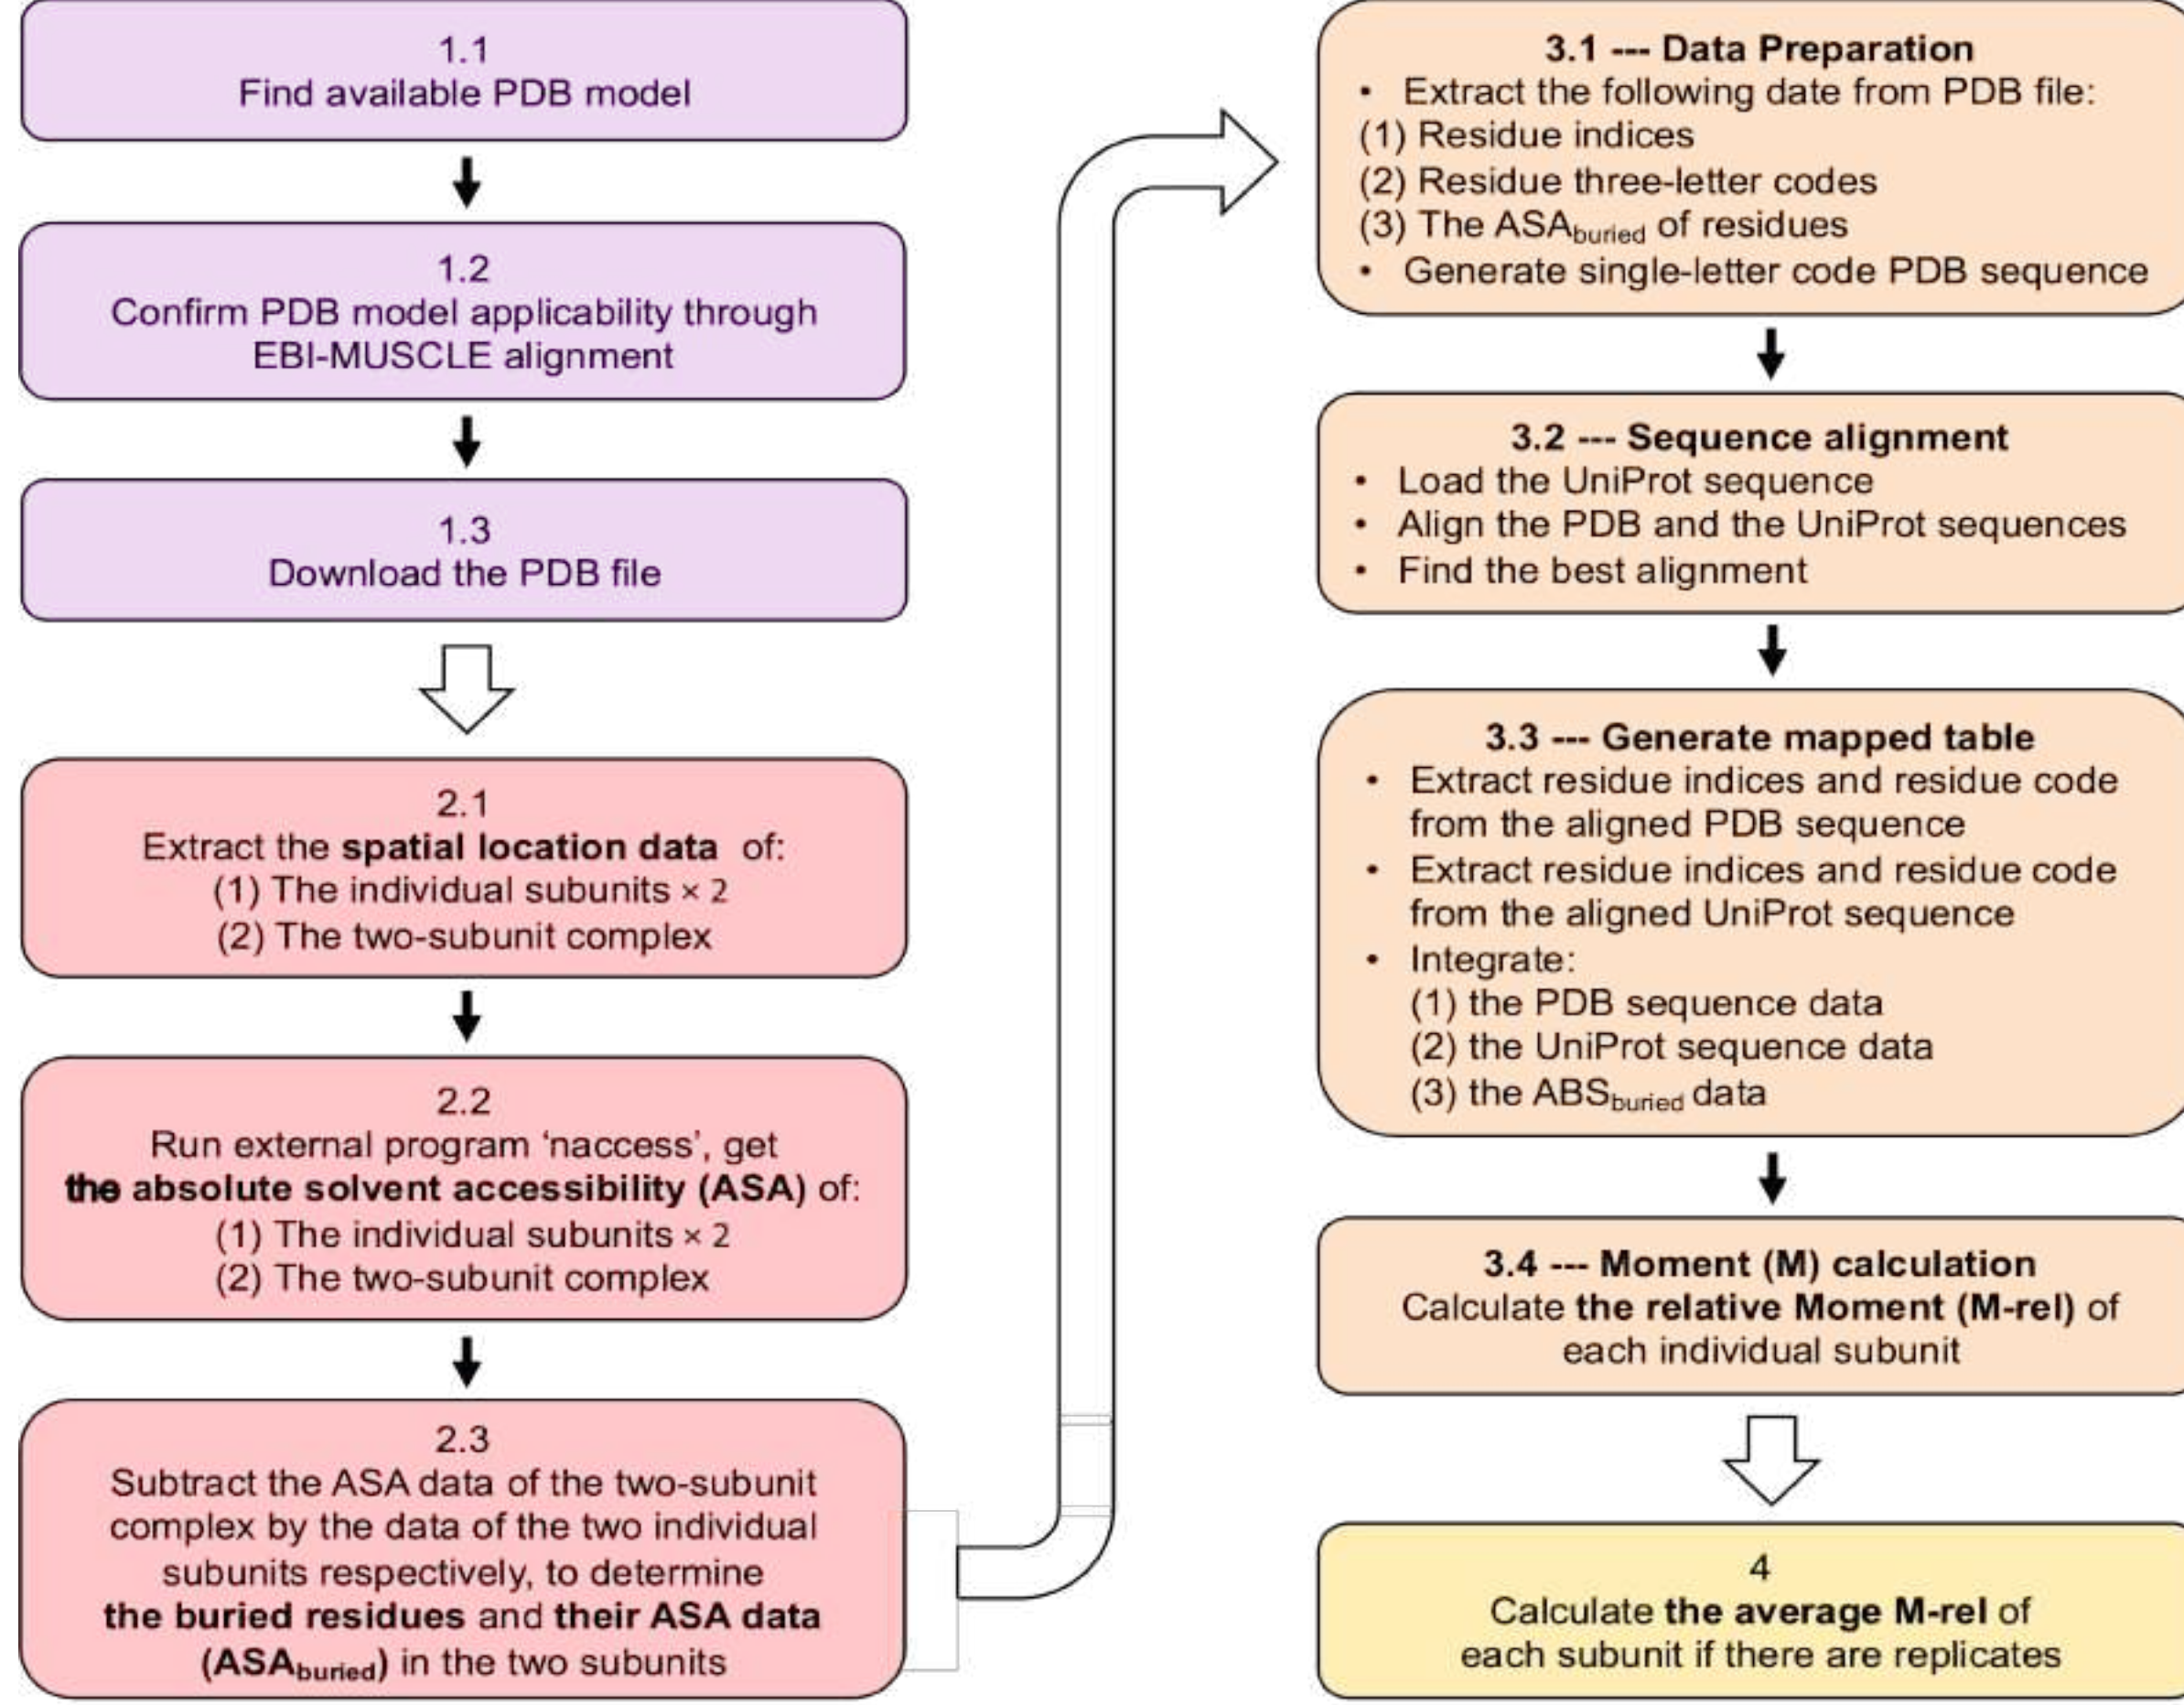 1.1
Find available PDB model
1.2
Confirm PDB model applicability through
EBI-MUSCLE alignment
1.3
Download the PDB file
2.1
Extract the spatial location data of:
(1) The individual subunits × 2
(2) The two-subunit complex
2.2
Run external program ‘naccess’, get
the absolute solvent accessibility (ASA) of:
(1) The individual subunits × 2
(2) The two-subunit complex
2.3
Subtract the ASA data of the two-subunit
complex by the data of the two individual
subunits respectively, to determine
the buried residues and their ASA data
(ASAburied) in the two subunits
3.1 --- Data Preparation
• Extract the following date from PDB file:
(1) Residue indices
(2) Residue three-letter codes
(3) The ASAburied of residues
• Generate single-letter code PDB sequence
3.2 --- Sequence alignment
• Load the UniProt sequence
• Align the PDB and the UniProt sequences
• Find the best alignment
3.3 --- Generate mapped table
• Extract residue indices and residue code
from the aligned PDB sequence
• Extract residue indices and residue code
from the aligned UniProt sequence
• Integrate:
(1) the PDB sequence data
(2) the UniProt sequence data
(3) the ABSburied data
3.4 --- Moment (M) calculation
Calculate the relative Moment (M-rel) of
each individual subunit
4
Calculate the average M-rel of
each subunit if there are replicates